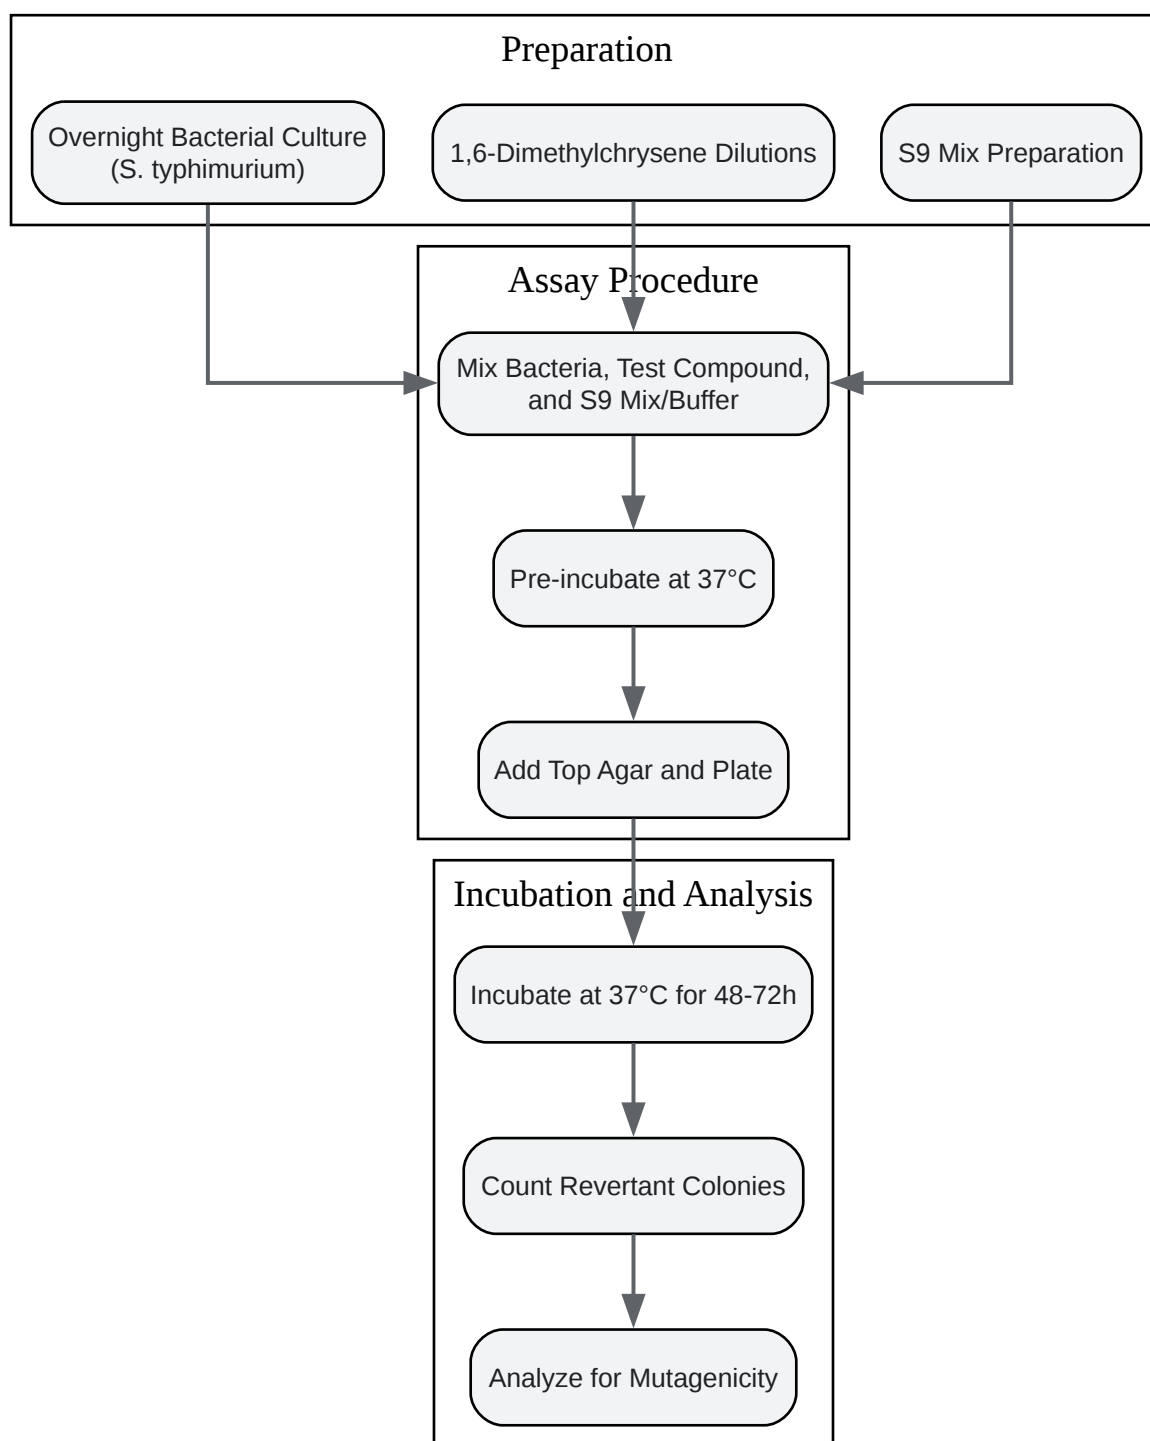 Preparation
Overnight Bacterial Culture
(S. typhimurium)
1,6-Dimethylchrysene Dilutions
S9 Mix Preparation
Assay Procedure
Mix Bacteria, Test Compound,
and S9 Mix/Buffer
Pre-incubate at 37°C
Add Top Agar and Plate
Incubation and Analysis
Incubate at 37°C for 48-72h
Count Revertant Colonies
Analyze for Mutagenicity